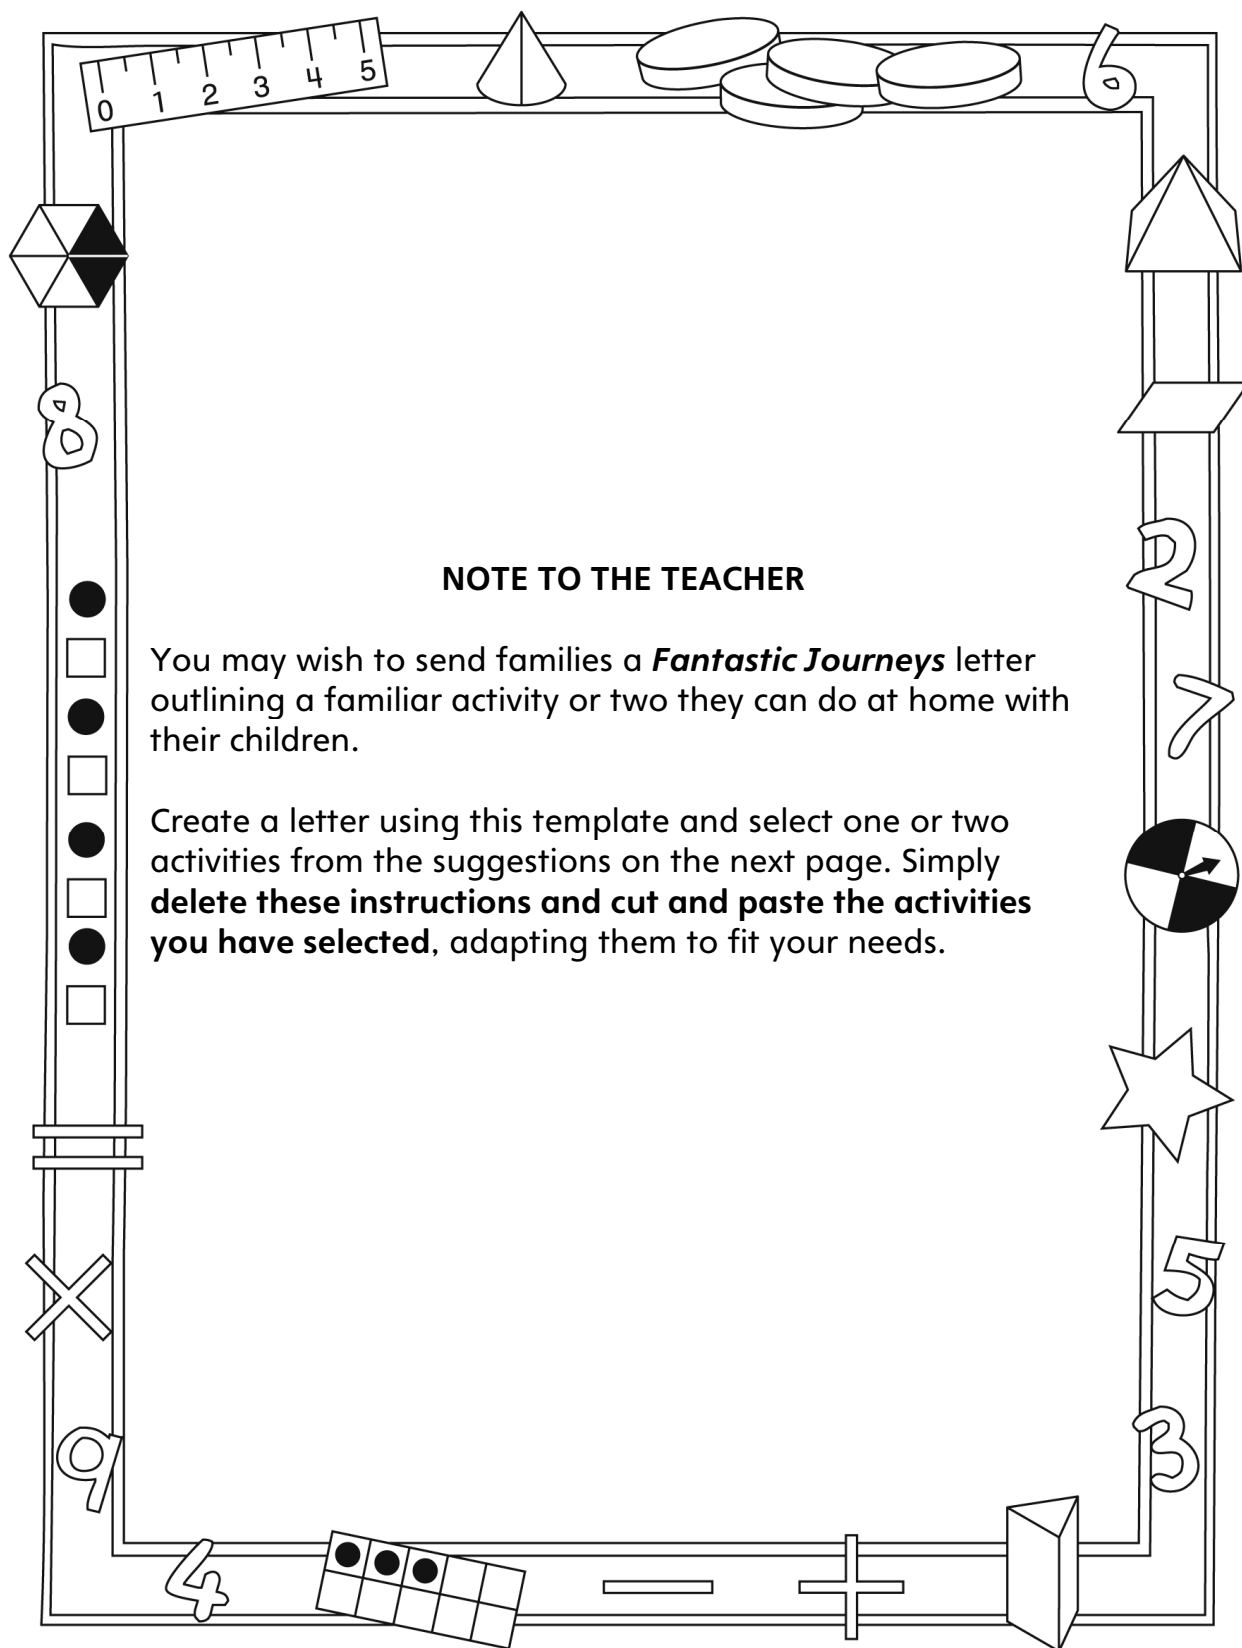 0 1 2 3 4 5
6
8
2
NOTE TO THE TEACHER
You may wish to send families a Fantastic Journeys letter
outlining a familiar activity or two they can do at home with
their children.
7
Create a letter using this template and select one or two
activities from the suggestions on the next page. Simply
delete these instructions and cut and paste the activities
you have selected, adapting them to fit your needs.
=
×
5
9
3
4
− +